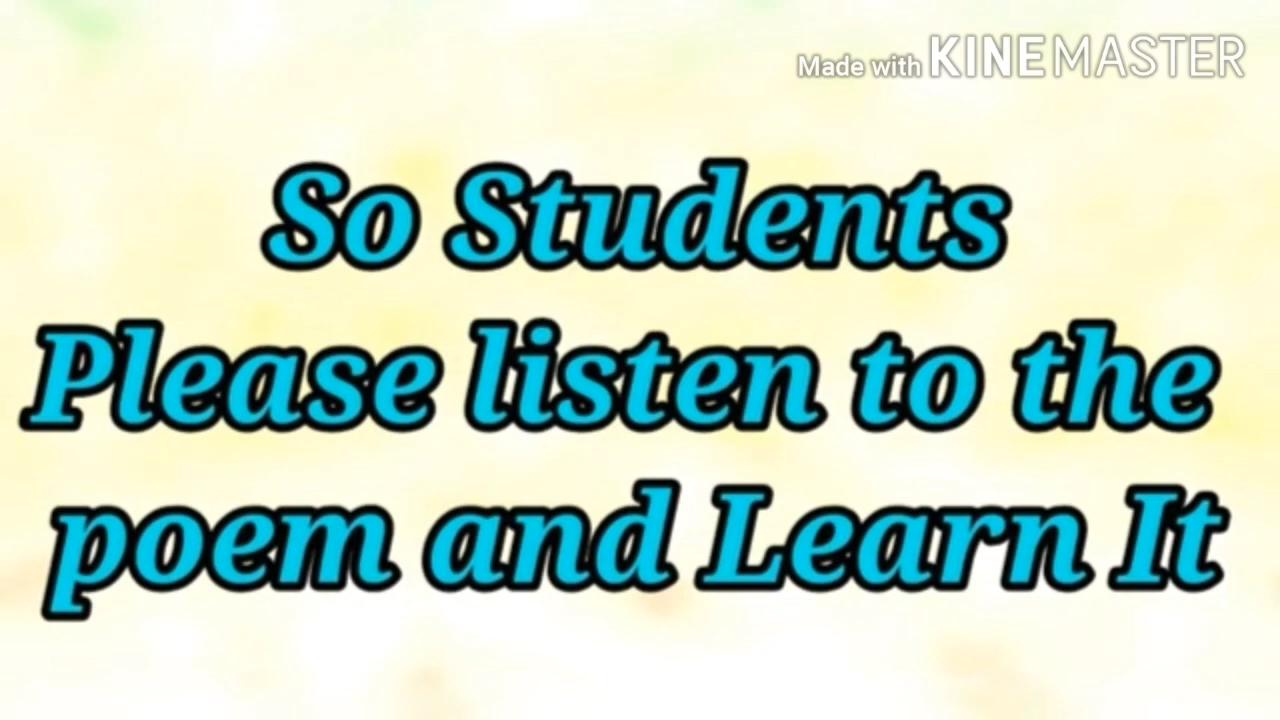 Made with KINEMASTER
So Students
Please listen to the
poem and Learn It